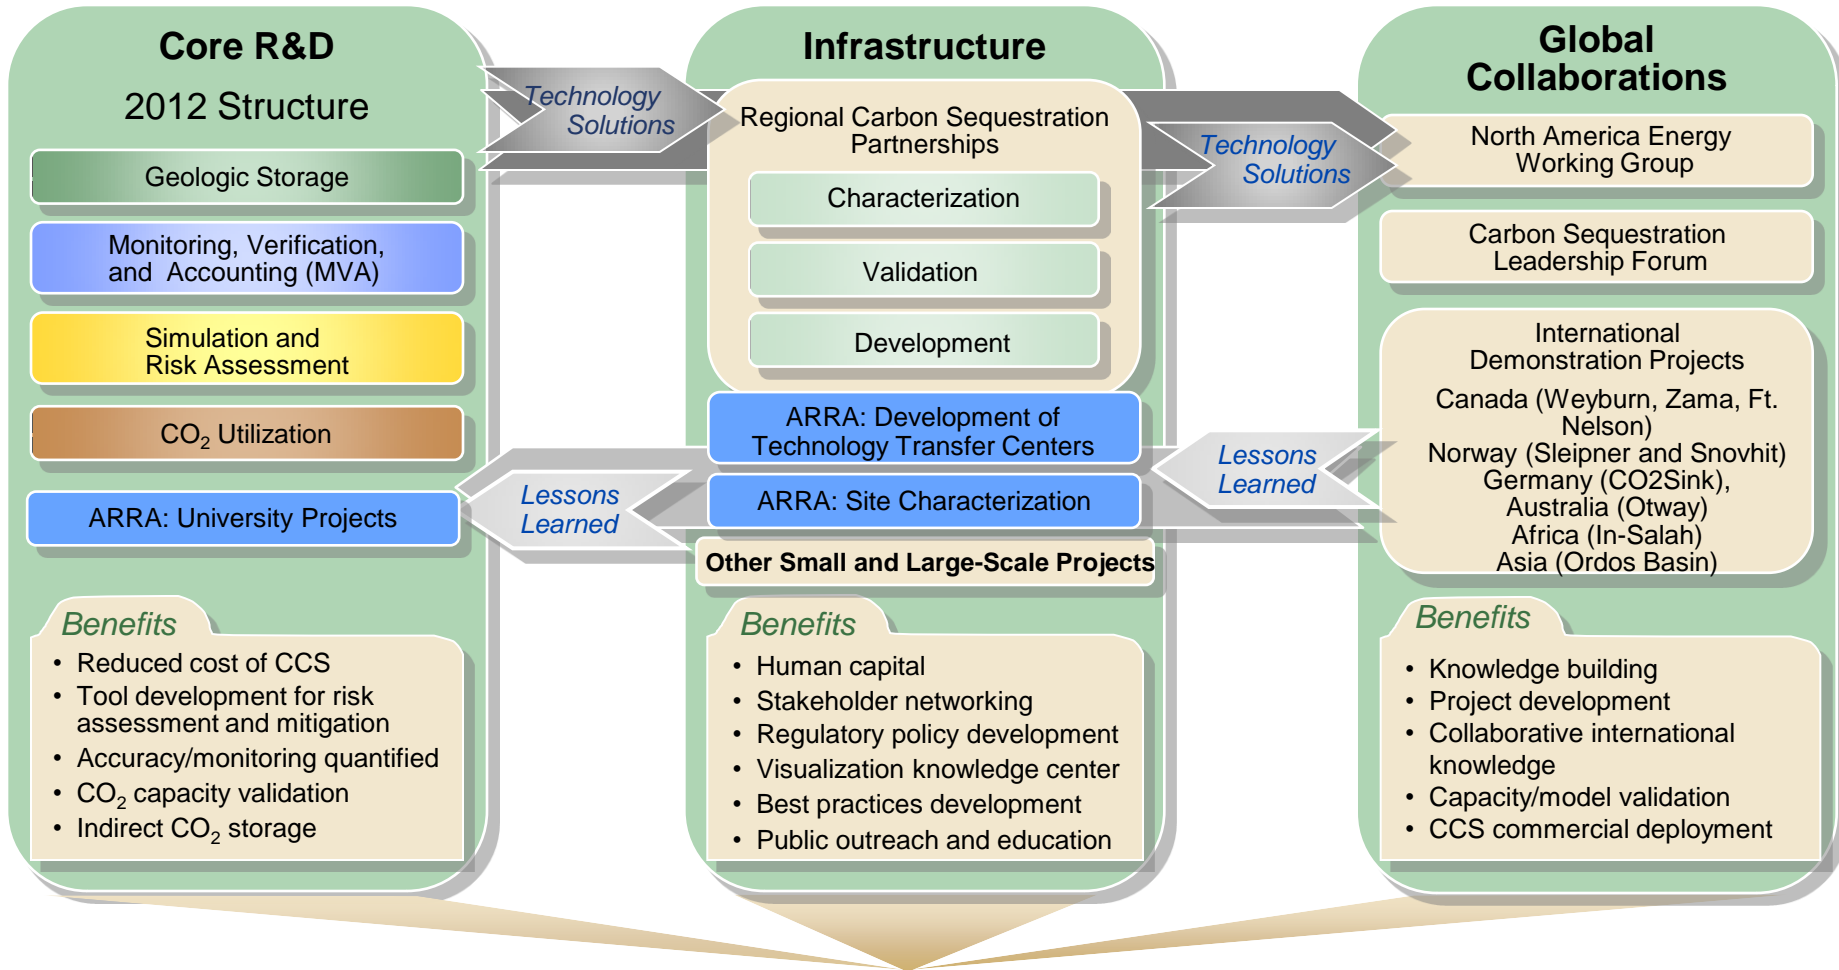 Core R&D
2012 Structure
Geologic Storage
Monitoring, Verification,
and Accounting (MVA)
Simulation and
Risk Assessment
CO₂ Utilization
ARRA: University Projects
Benefits
• Reduced cost of CCS
• Tool development for risk
assessment and mitigation
• Accuracy/monitoring quantified
• CO₂ capacity validation
• Indirect CO₂ storage
Technology
Solutions
Lessons
Learned
Infrastructure
Regional Carbon Sequestration
Partnerships
Characterization
Validation
Development
ARRA: Development of
Technology Transfer Centers
ARRA: Site Characterization
Other Small and Large-Scale Projects
Benefits
• Human capital
• Stakeholder networking
• Regulatory policy development
• Visualization knowledge center
• Best practices development
• Public outreach and education
Technology
Solutions
Lessons
Learned
Global
Collaborations
North America Energy
Working Group
Carbon Sequestration
Leadership Forum
International
Demonstration Projects
Canada (Weyburn, Zama, Ft.
Nelson)
Norway (Sleipner and Snovhit)
Germany (CO2Sink),
Australia (Otway)
Africa (In-Salah)
Asia (Ordos Basin)
Benefits
• Knowledge building
• Project development
• Collaborative international
knowledge
• Capacity/model validation
• CCS commercial deployment